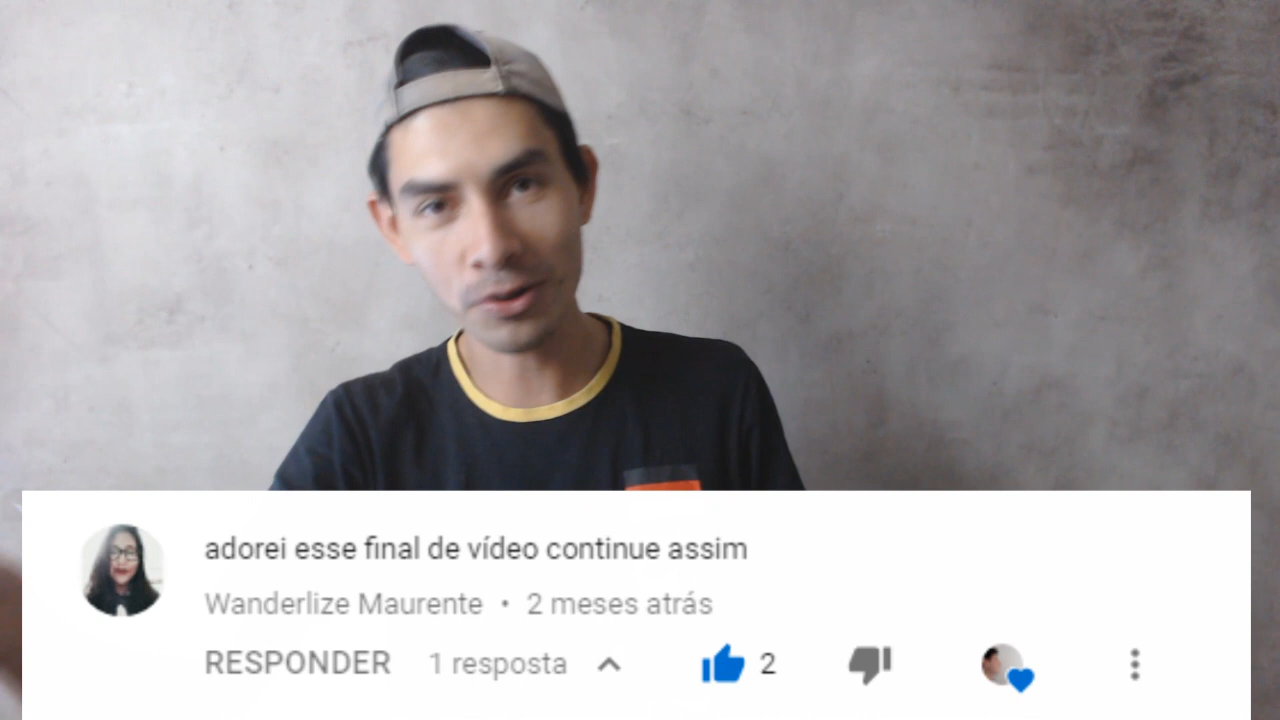 adorei esse final de vídeo continue assim
Wanderlize Maurente • 2 meses atrás
RESPONDER 1 resposta 2